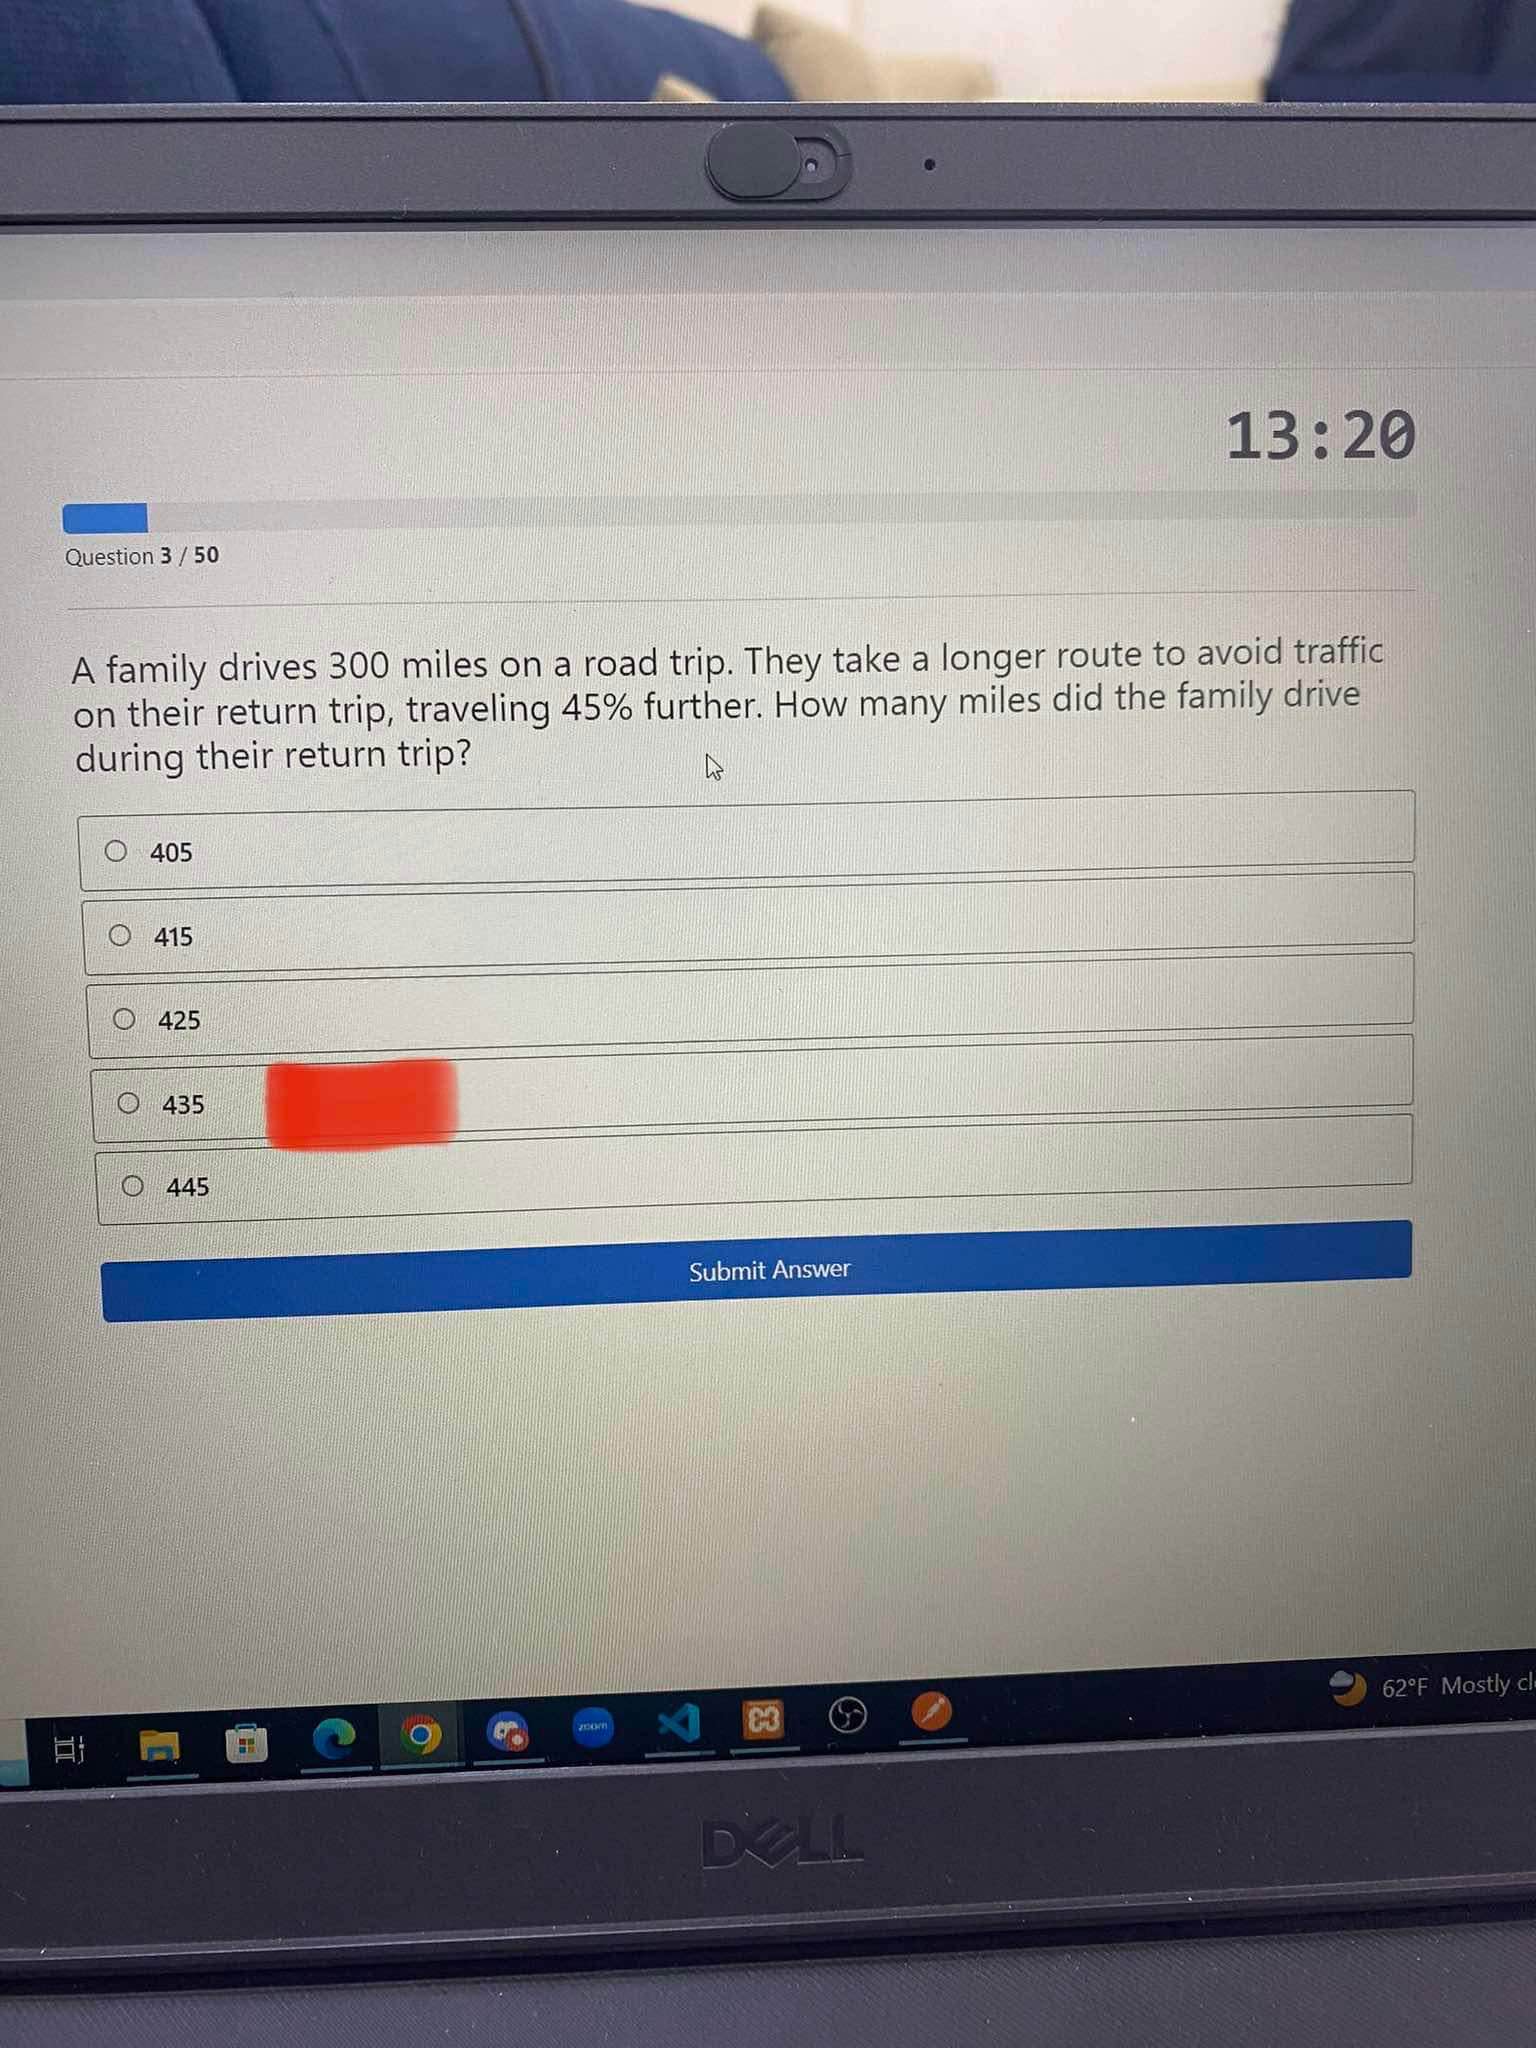 13:20
Question 3 / 50
A family drives 300 miles on a road trip. They take a longer route to avoid traffic
on their return trip, traveling 45% further. How many miles did the family drive
during their return trip?
405
415
425
435
445
Submit Answer
zoom
62°F Mostly cl
DELL